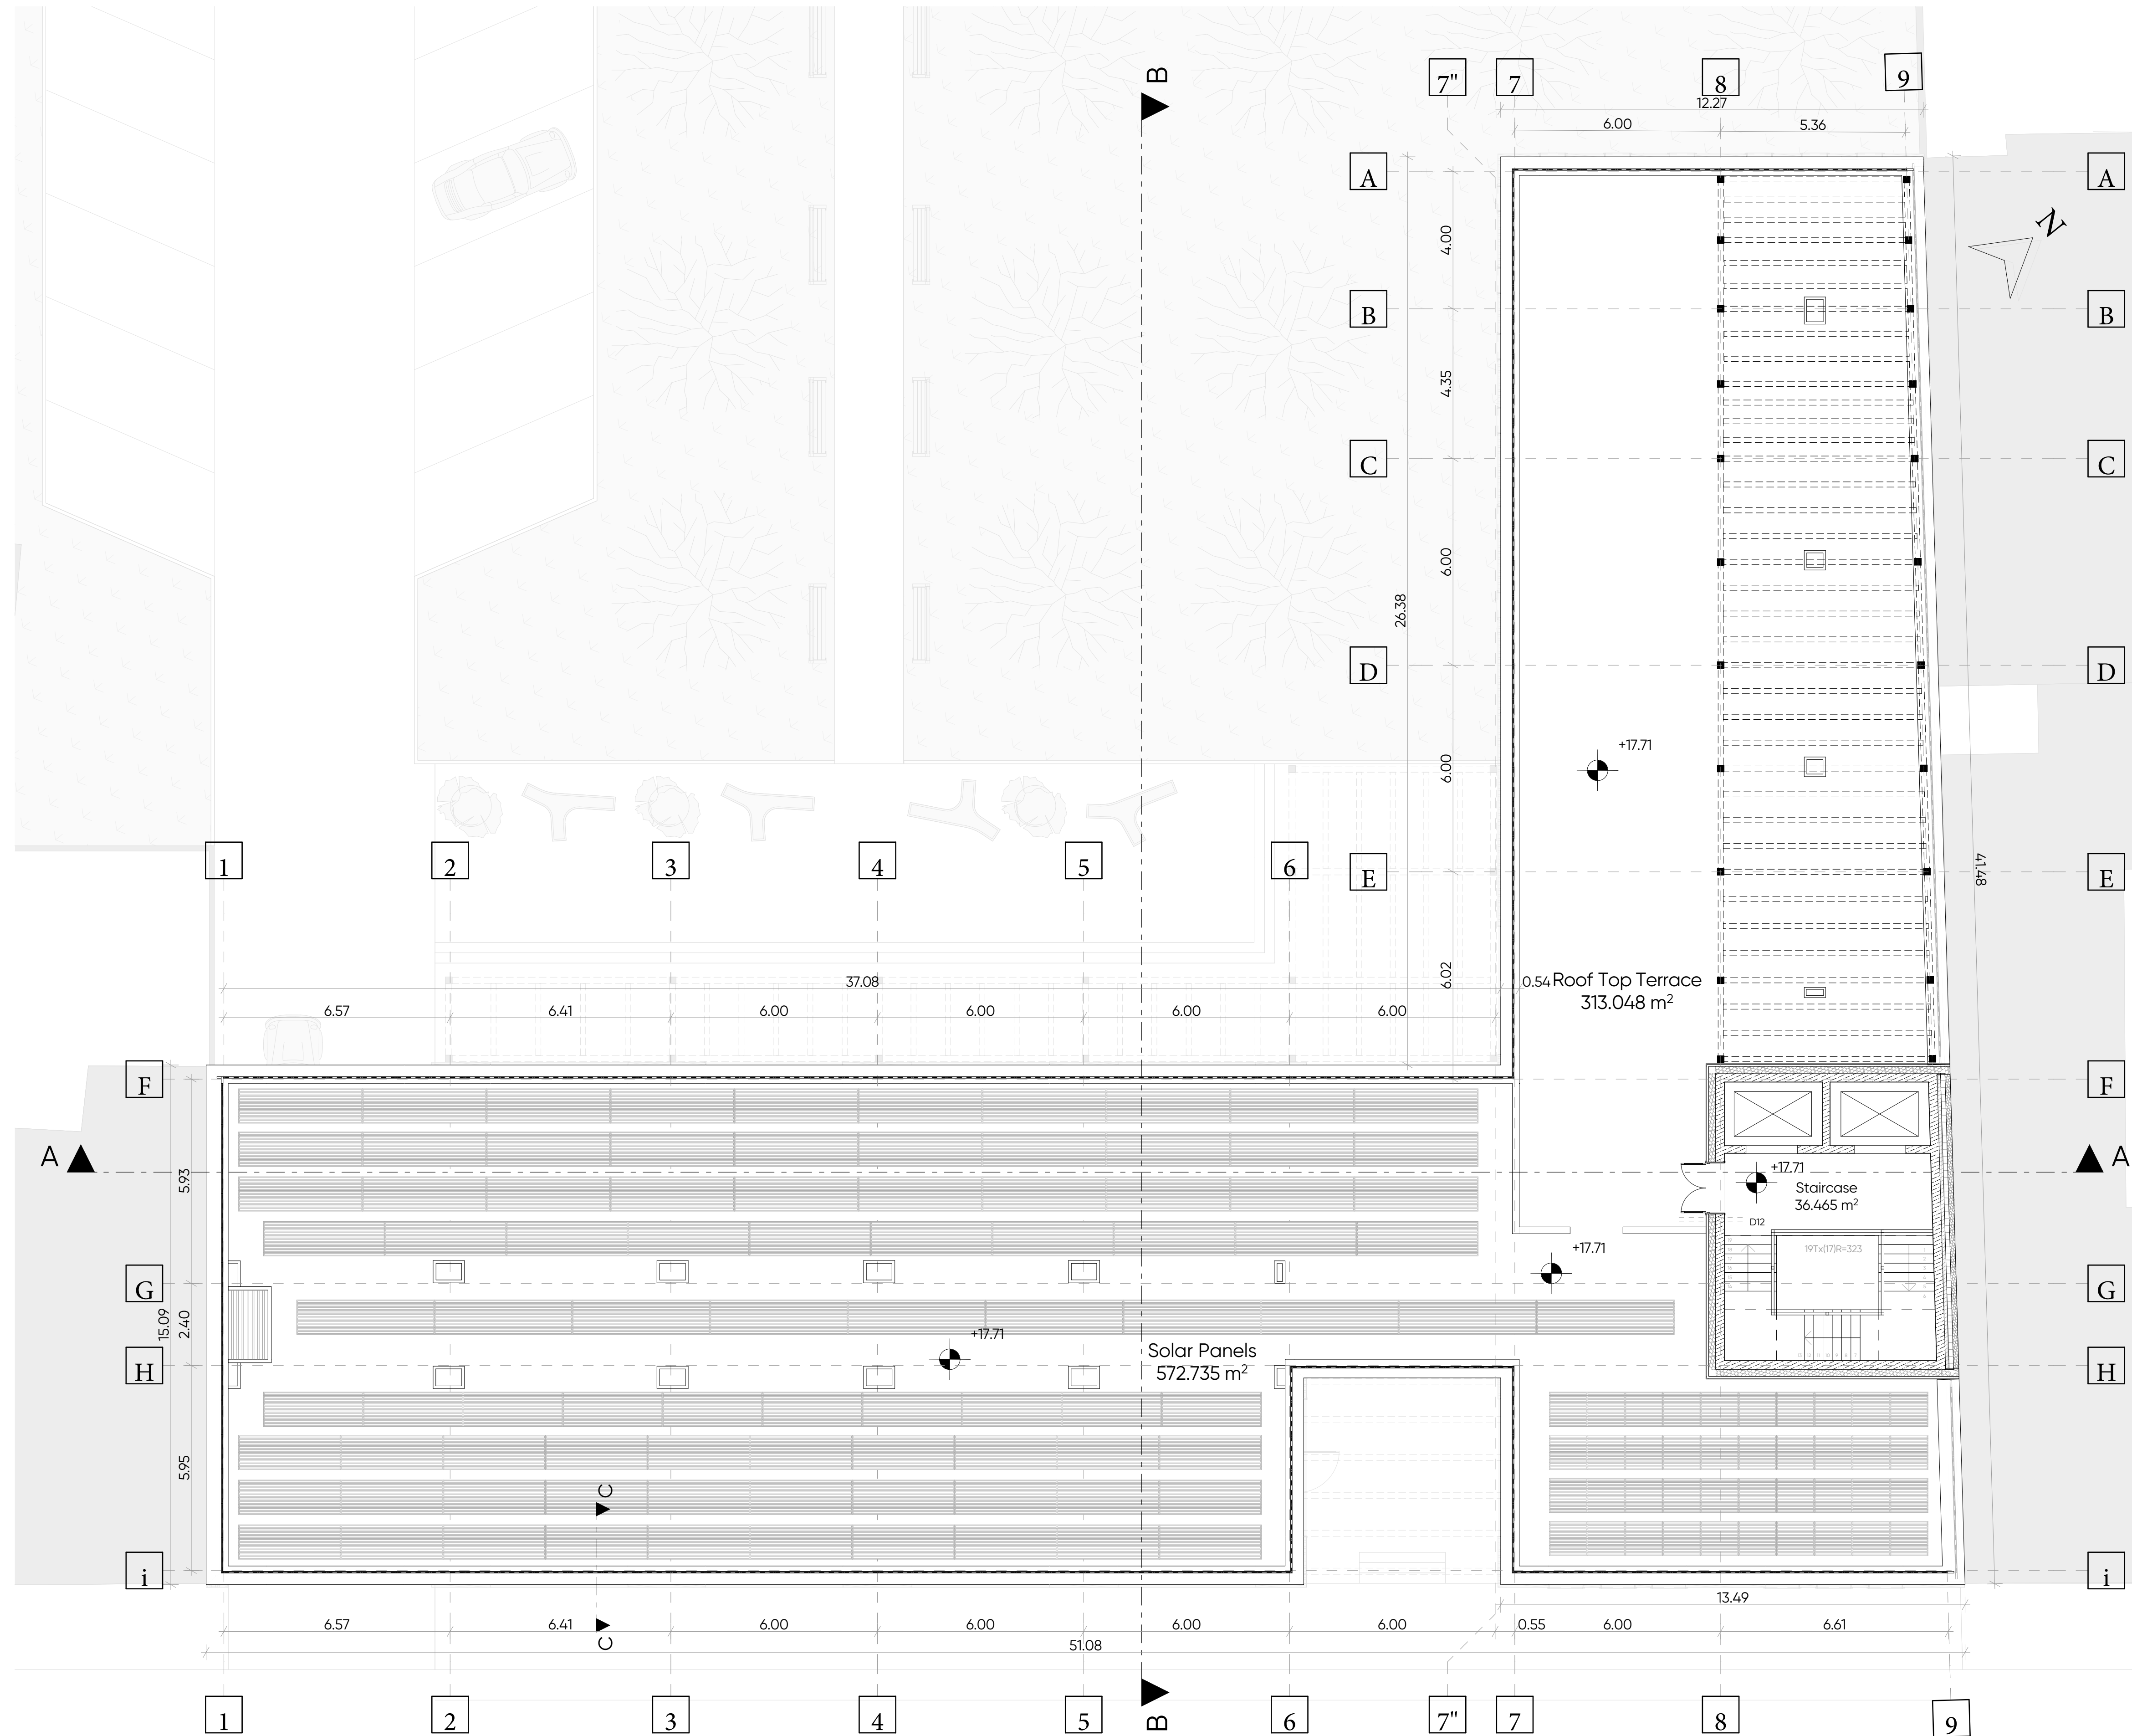 B
7" 7 8 9
12.27
6.00 5.36
A A
N
4.00
B B
4.35
C C
6.00
26.38
D D
+17.71
6.00
1 2 3 4 5 6 E E
41.48
37.08 6.02 0.54 Roof Top Terrace
313.048 m²
6.57 6.41 6.00 6.00 6.00 6.00
F F
A A
5.93 +17.71
Staircase
36.465 m²
D12
+17.71 19Tx(17)R=323
G G
15.09 2.40
+17.71
Solar Panels
572.735 m²
H H
5.95
C
i i
13.49
6.57 6.41 6.00 6.00 6.00 6.00 0.55 6.00 6.61
C
51.08
1 2 3 4 5 B 6 7" 7 8 9